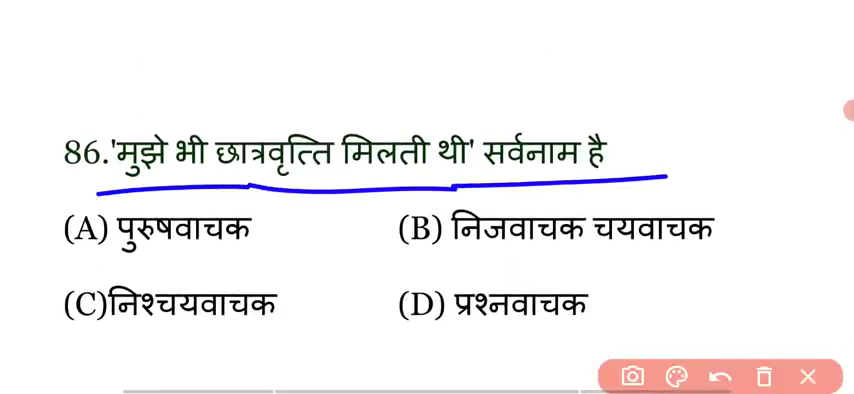 86.'मुझे भी छात्रवृत्ति मिलती थी' सर्वनाम है
(A) पुरुषवाचक (B) निजवाचक चयवाचक
(C)निश्चयवाचक (D) प्रश्नवाचक